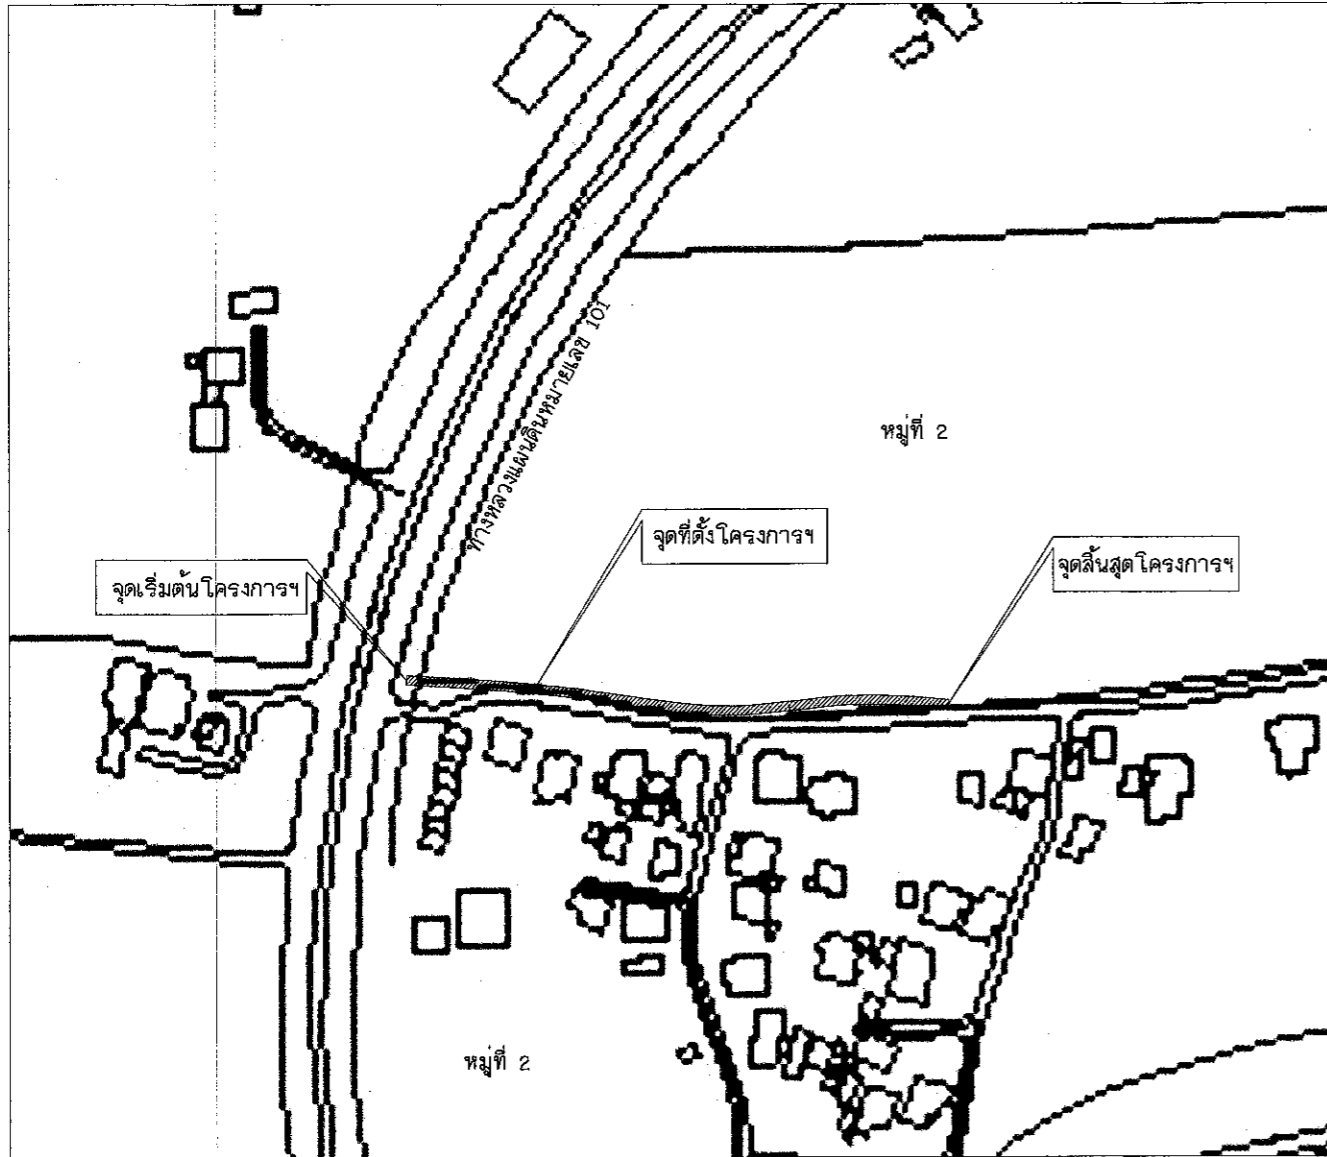 ทางหลวงแผ่นดินหมายเลข 101
หมู่ที่ 2
จุดที่ตั้งโครงการฯ
จุดสิ้นสุดโครงการฯ
จุดเริ่มต้นโครงการฯ
หมู่ที่ 2